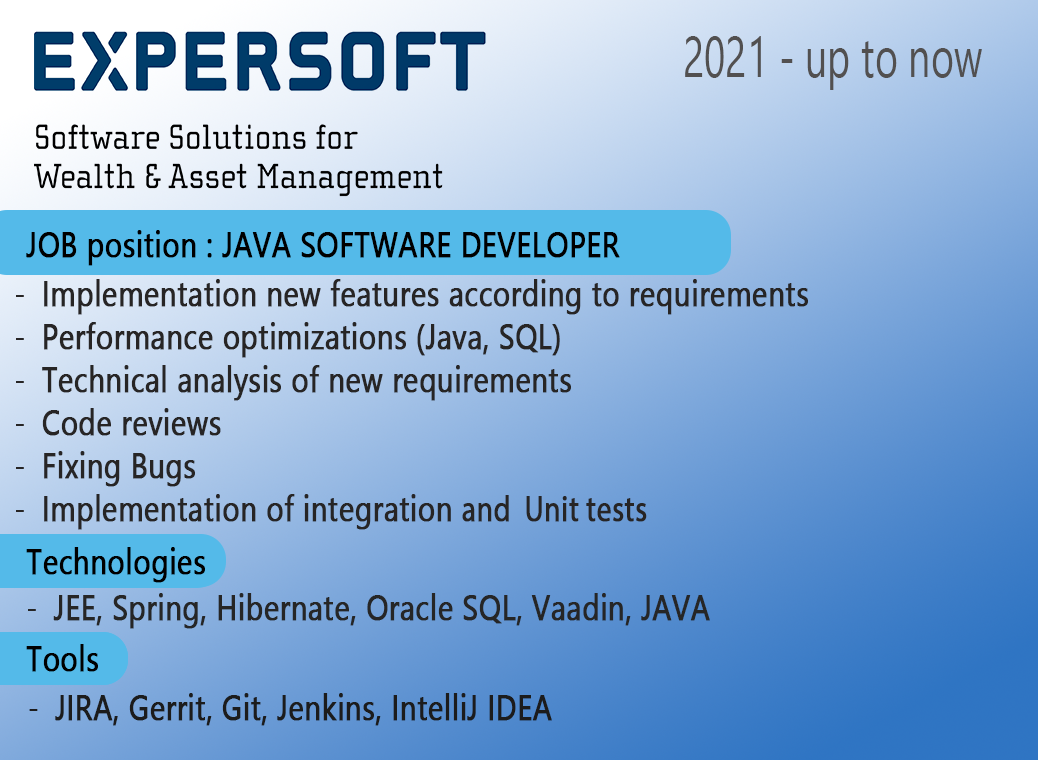 EXPERSOFT
2021 - up to now
Software Solutions for
Wealth & Asset Management
JOB position : JAVA SOFTWARE DEVELOPER
- Implementation new features according to requirements
- Performance optimizations (Java, SQL)
- Technical analysis of new requirements
- Code reviews
- Fixing Bugs
- Implementation of integration and Unit tests
Technologies
- JEE, Spring, Hibernate, Oracle SQL, Vaadin, JAVA
Tools
- JIRA, Gerrit, Git, Jenkins, IntelliJ IDEA